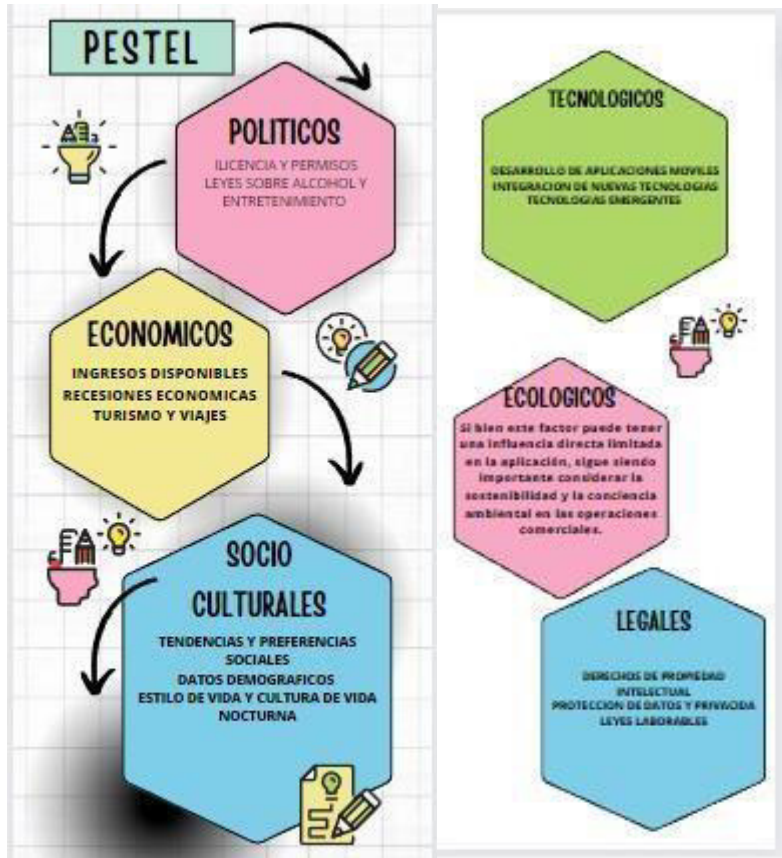 PESTEL
POLITICOS
ILICENCIA Y PERMISOS
LEYES SOBRE ALCOHOL Y
ENTRETENIMIENTO
ECONOMICOS
INGRESOS DISPONIBLES
RECESIONES ECONOMICAS
TURISMO Y VIAJES
SOCIO
CULTURALES
TENDENCIAS Y PREFERENCIAS
SOCIALES
DATOS DEMOGRAFICOS
ESTILO DE VIDA Y CULTURA DE VIDA
NOCTURNA
TECNOLOGICOS
DESARROLLO DE APLICACIONES MOVILES
INTEGRACION DE NUEVAS TECNOLOGIAS
TECNOLOGIAS EMERGENTES
ECOLOGICOS
Si bien este factor puede tener
una influencia directa limitada
en la aplicación, sigue siendo
importante considerar la
sostenibilidad y la conciencia
ambiental en las operaciones
comerciales.
LEGALES
DERECHOS DE PROPIEDAD
INTELECTUAL
PROTECCION DE DATOS Y PRIVACIDA
LEYES LABORABLES